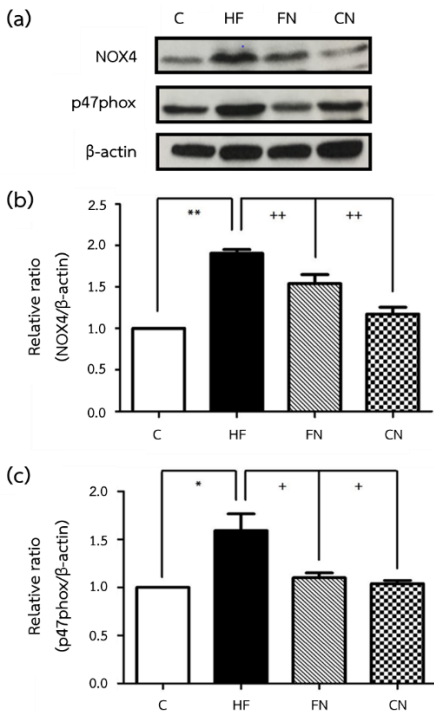 (a)
C HF FN CN
NOX4
p47phox
β-actin
(b)
Relative ratio
(NOX4/β-actin)
2.5
2.0
1.5
1.0
0.5
0.0
** ++ ++
C HF FN CN
(c)
Relative ratio
(p47phox/β-actin)
2.0
1.5
1.0
0.5
0.0
* + +
C HF FN CN